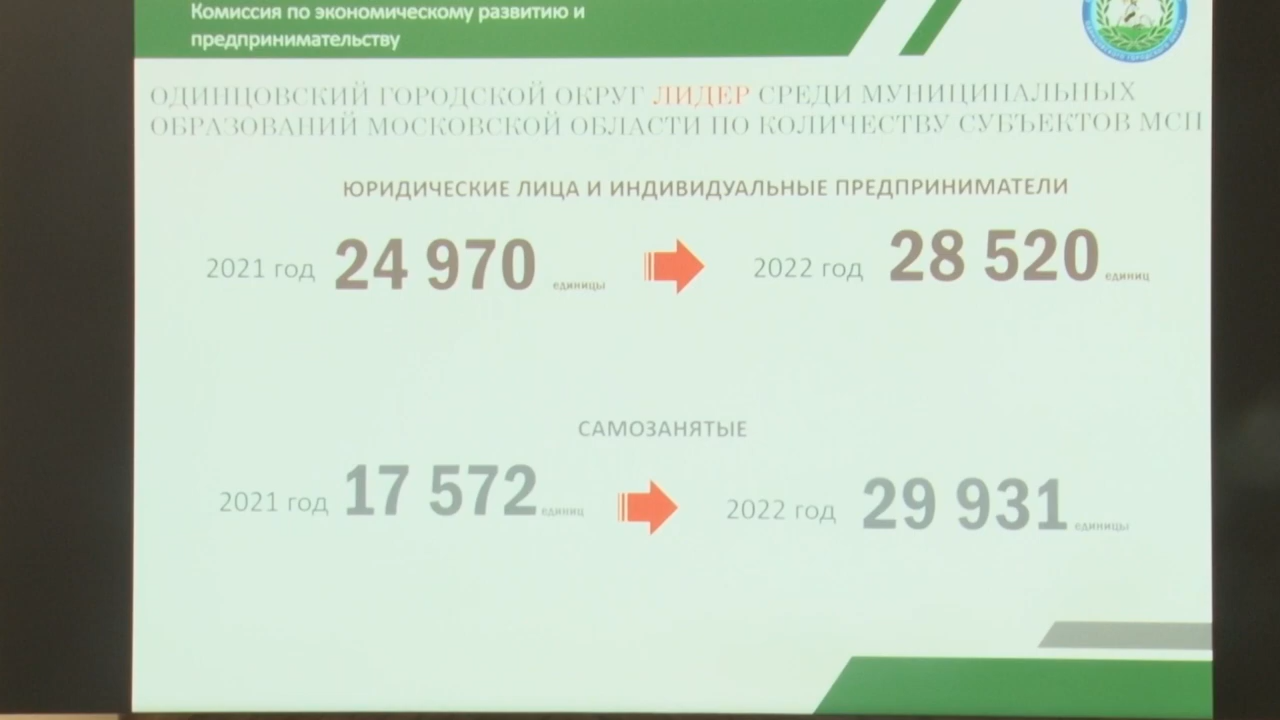 Комиссия по экономическому развитию и
предпринимательству
ОДИНЦОВСКИЙ ГОРОДСКОЙ ОКРУГ ЛИДЕР СРЕДИ МУНИЦИПАЛЬНЫХ
ОБРАЗОВАНИЙ МОСКОВСКОЙ ОБЛАСТИ ПО КОЛИЧЕСТВУ СУБЪЕКТОВ МСП
ЮРИДИЧЕСКИЕ ЛИЦА И ИНДИВИДУАЛЬНЫЕ ПРЕДПРИНИМАТЕЛИ
2021 год 24 970 единицы 2022 год 28 520 единиц
САМОЗАНЯТЫЕ
2021 год 17 572 единиц 2022 год 29 931 единицы